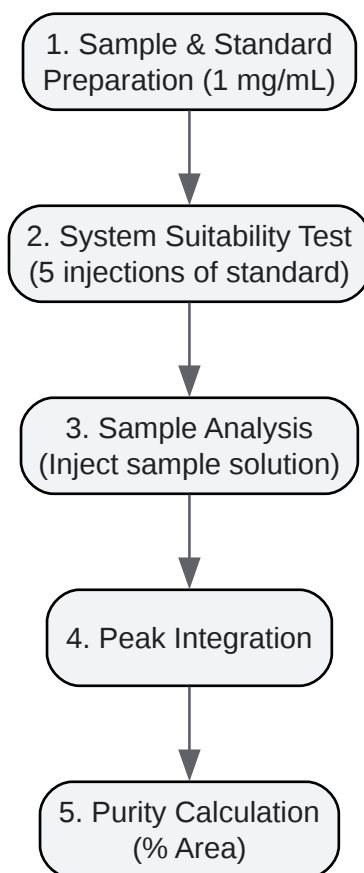 1. Sample & Standard
Preparation (1 mg/mL)
2. System Suitability Test
(5 injections of standard)
3. Sample Analysis
(Inject sample solution)
4. Peak Integration
5. Purity Calculation
(% Area)